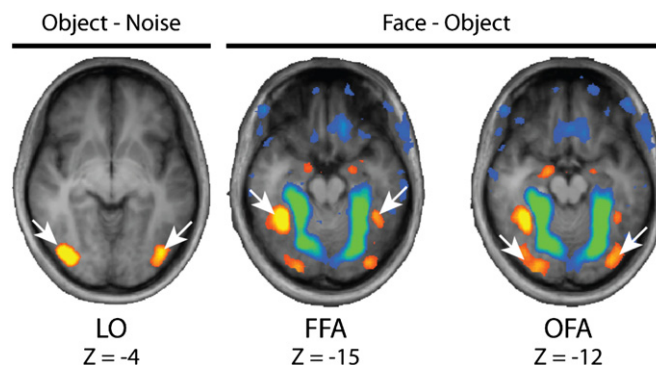 Object - Noise
Face - Object
LO
Z = -4
FFA
Z = -15
OFA
Z = -12